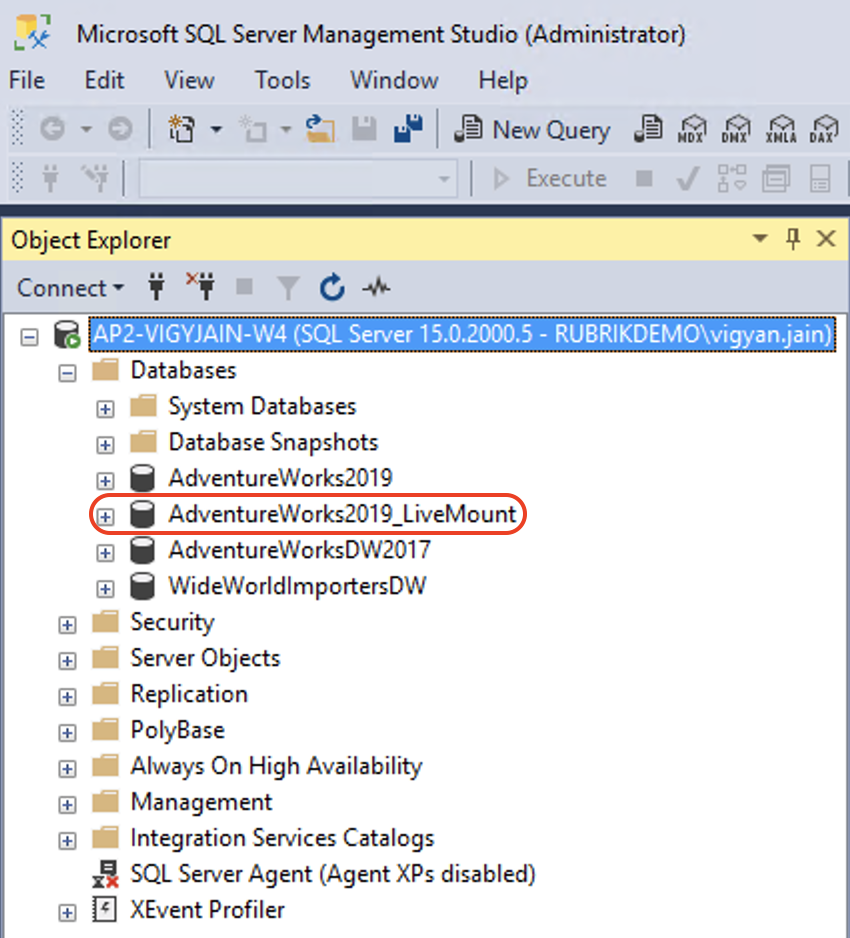 Microsoft SQL Server Management Studio (Administrator)
File Edit View Tools Window Help
New Query MDX DMX XMLA DAX
Execute
Object Explorer
Connect
AP2-VIGYJAIN-W4 (SQL Server 15.0.2000.5 - RUBRIKDEMO\vigyan.jain)
Databases
System Databases
Database Snapshots
AdventureWorks2019
AdventureWorks2019_LiveMount
AdventureWorksDW2017
WideWorldImportersDW
Security
Server Objects
Replication
PolyBase
Always On High Availability
Management
Integration Services Catalogs
SQL Server Agent (Agent XPs disabled)
XEvent Profiler